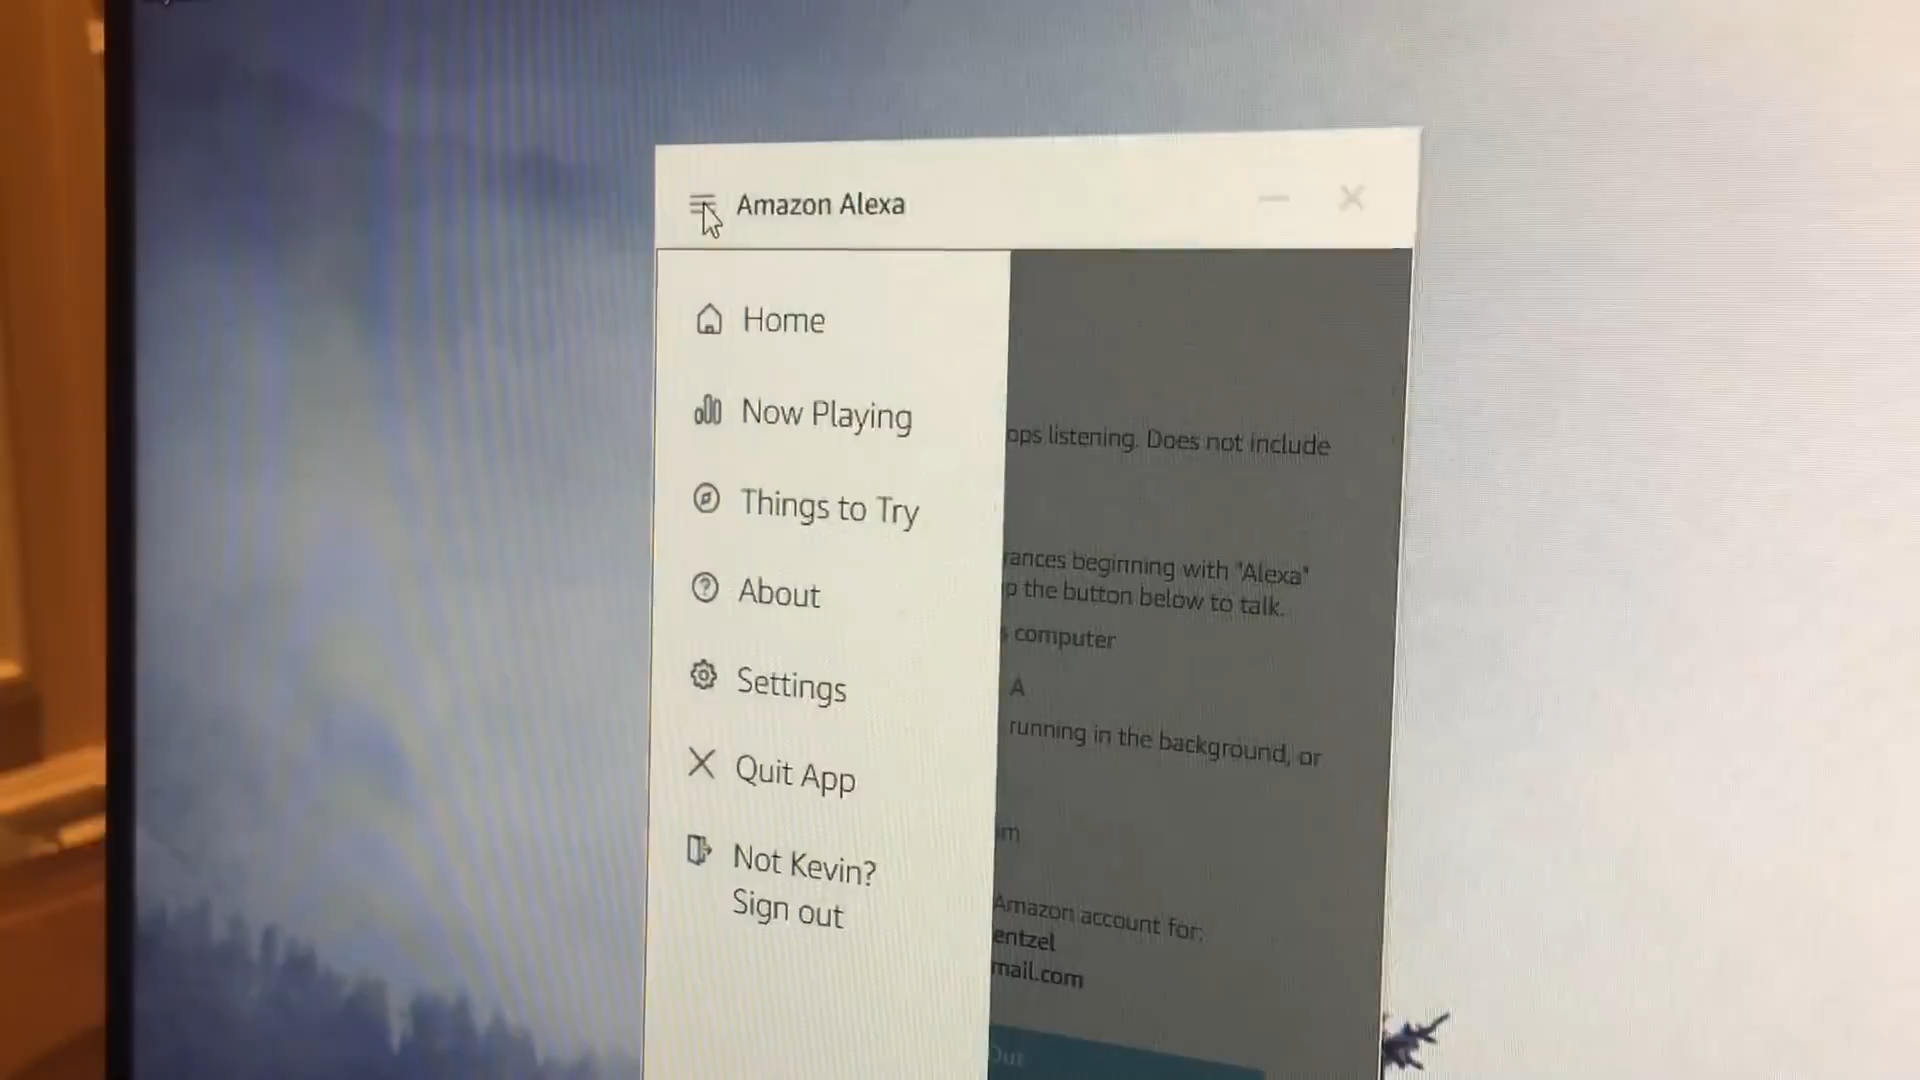 Amazon Alexa
Home
Now Playing
Things to Try
About
Settings
Quit App
Not Kevin?
Sign out
ops listening. Does not include
rances beginning with "Alexa"
p the button below to talk.
computer
A
running in the background, or
m
Amazon account for:
entzel
mail.com
Out